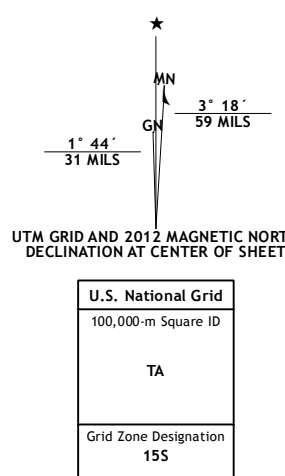 ★
MN
3° 18´
GN
59 MILS
1° 44´
31 MILS
UTM GRID AND 2012 MAGNETIC NORT
DECLINATION AT CENTER OF SHEET
U.S. National Grid
100,000-m Square ID
TA
Grid Zone Designation
15S